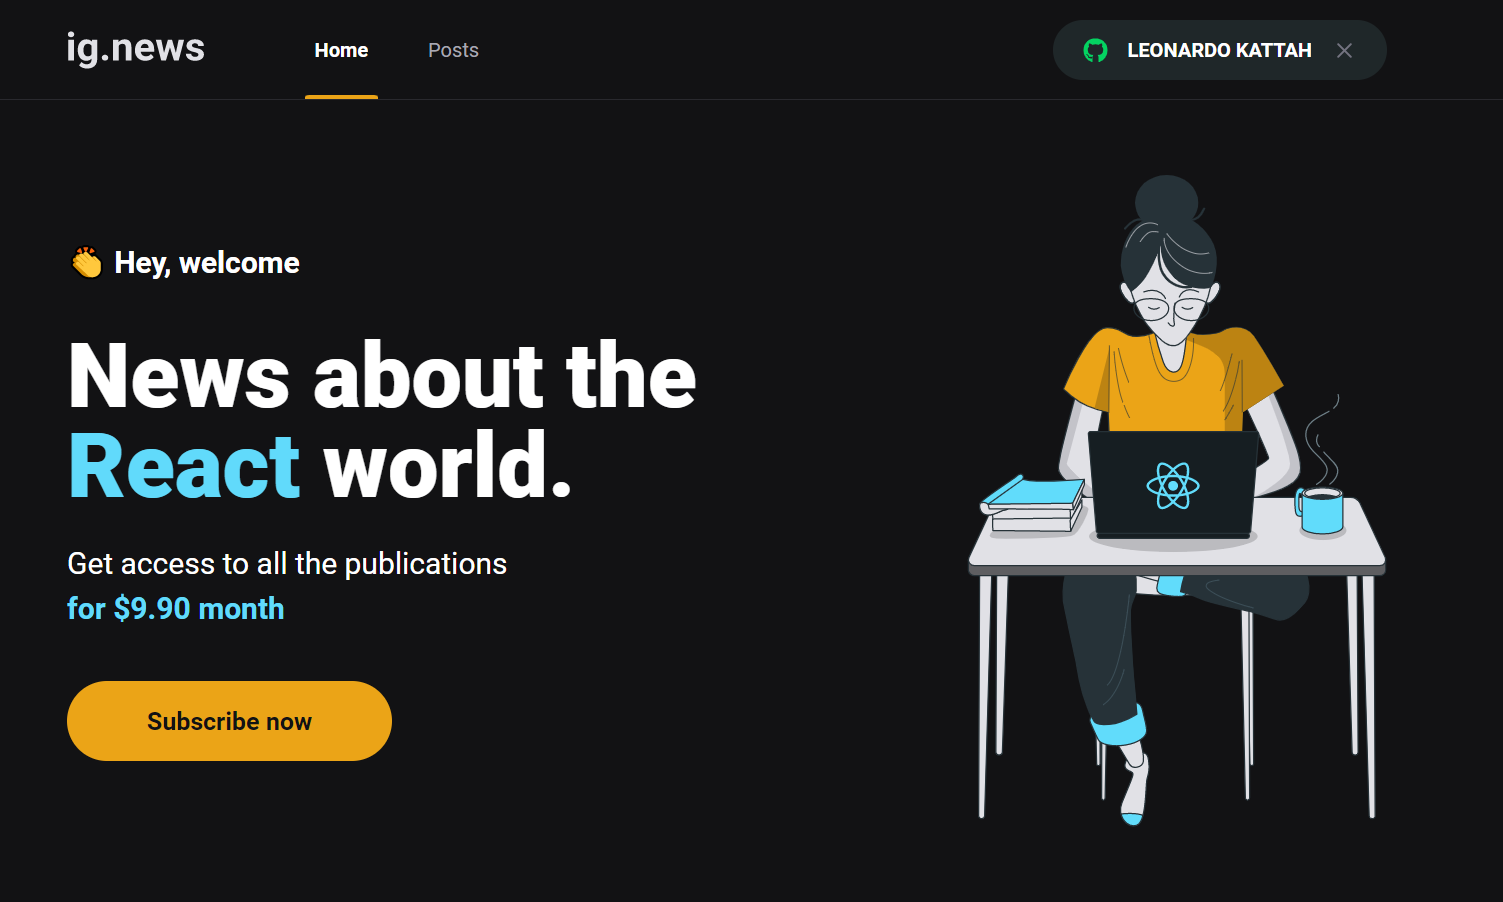 ig.news
Home
Posts
LEONARDO KATTAH
👏 Hey, welcome
News about the
React world.
Get access to all the publications
for $9.90 month
Subscribe now